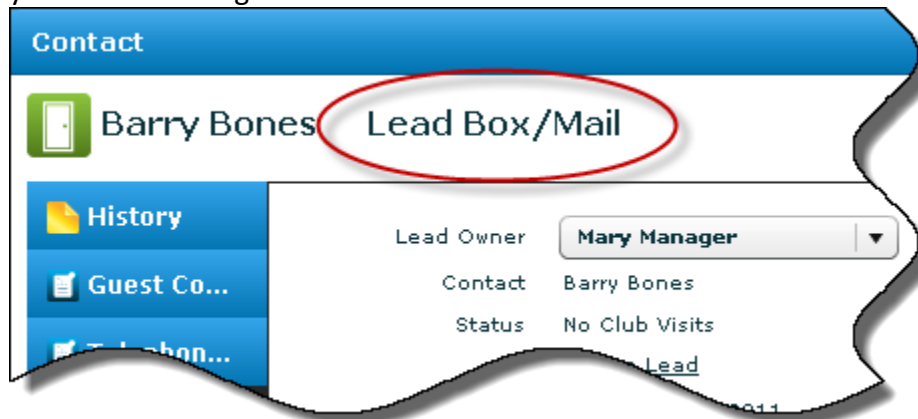 Contact
Barry Bones Lead Box/Mail
History
Lead Owner Mary Manager
Guest Co...
Contact Barry Bones
Status No Club Visits
Lead